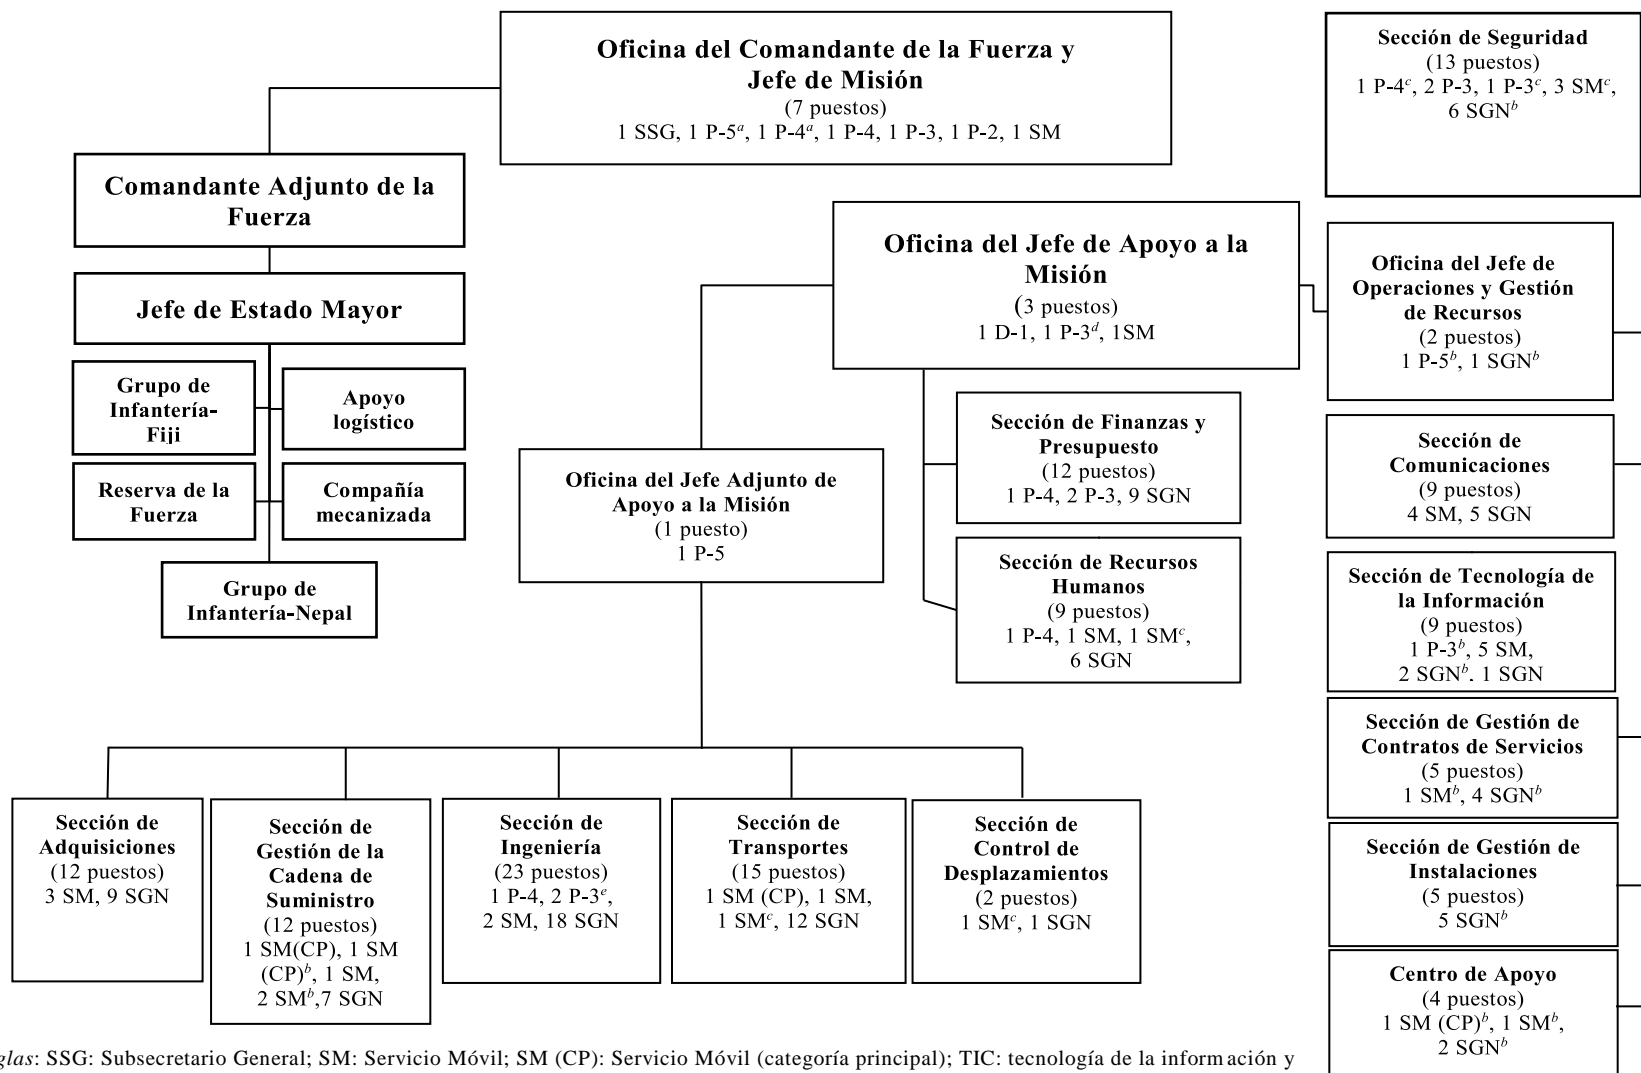 Oficina del Comandante de la Fuerza y
Jefe de Misión
(7 puestos)
1 SSG, 1 P-5ᵃ, 1 P-4ᵃ, 1 P-4, 1 P-3, 1 P-2, 1 SM
Sección de Seguridad
(13 puestos)
1 P-4ᶜ, 2 P-3, 1 P-3ᶜ, 3 SMᶜ,
6 SGNᵇ
Comandante Adjunto de la
Fuerza
Jefe de Estado Mayor
Grupo de
Infantería-
Fiji
Apoyo
logístico
Reserva de la
Fuerza
Compañía
mecanizada
Grupo de
Infantería-Nepal
Oficina del Jefe de Apoyo a la
Misión
(3 puestos)
1 D-1, 1 P-3ᵈ, 1SM
Oficina del Jefe de
Operaciones y Gestión
de Recursos
(2 puestos)
1 P-5ᵇ, 1 SGNᵇ
Sección de Finanzas y
Presupuesto
(12 puestos)
1 P-4, 2 P-3, 9 SGN
Sección de Recursos
Humanos
(9 puestos)
1 P-4, 1 SM, 1 SMᶜ,
6 SGN
Oficina del Jefe Adjunto de
Apoyo a la Misión
(1 puesto)
1 P-5
Sección de
Comunicaciones
(9 puestos)
4 SM, 5 SGN
Sección de Tecnología de
la Información
(9 puestos)
1 P-3ᵇ, 5 SM,
2 SGNᵇ, 1 SGN
Sección de Gestión de
Contratos de Servicios
(5 puestos)
1 SMᵇ, 4 SGNᵇ
Sección de Gestión de
Instalaciones
(5 puestos)
5 SGNᵇ
Centro de Apoyo
(4 puestos)
1 SM (CP)ᵇ, 1 SMᵇ,
2 SGNᵇ
Sección de
Adquisiciones
(12 puestos)
3 SM, 9 SGN
Sección de
Gestión de la
Cadena de
Suministro
(12 puestos)
1 SM(CP), 1 SM
(CP)ᵇ, 1 SM,
2 SMᵇ,7 SGN
Sección de
Ingeniería
(23 puestos)
1 P-4, 2 P-3ᵉ,
2 SM, 18 SGN
Sección de
Transportes
(15 puestos)
1 SM (CP), 1 SM,
1 SMᶜ, 12 SGN
Sección de
Control de
Desplazamientos
(2 puestos)
1 SMᶜ, 1 SGN
glas: SSG: Subsecretario General; SM: Servicio Móvil; SM (CP): Servicio Móvil (categoría principal); TIC: tecnología de la información y